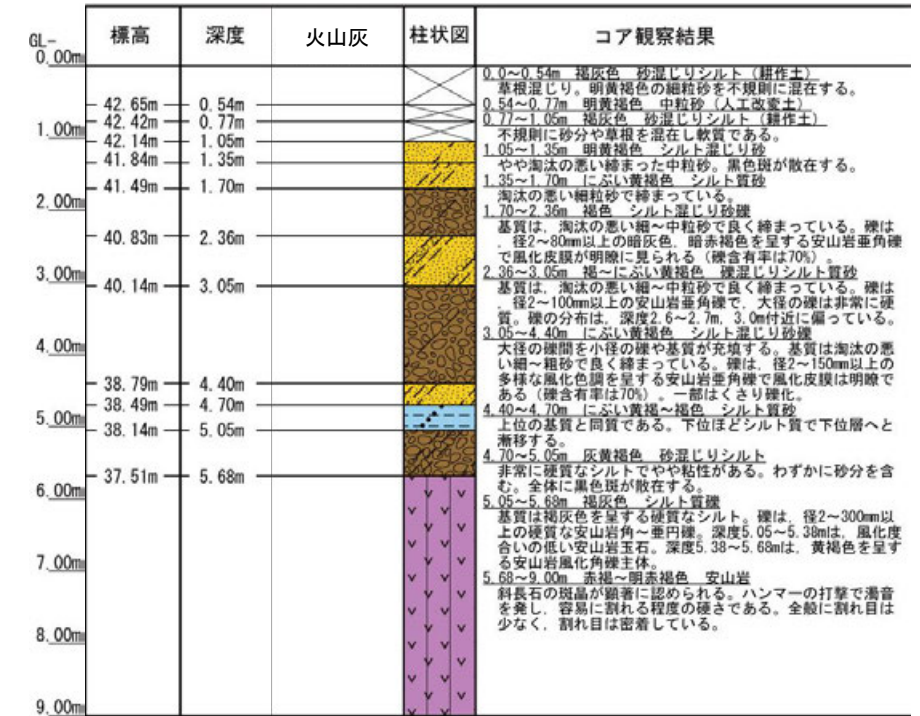 GL-
標高 深度 火山灰 柱状図 コア観察結果
0.00m
0.0～0.54m 褐灰色 砂混じりシルト（耕作土）
草根混じり。明黄褐色の細粒砂を不規則に混在する。
42.65m 0.54m
0.54～0.77m 明黄褐色 中粒砂（人工改変土）
42.42m 0.77m
0.77～1.05m 褐灰色 砂混じりシルト（耕作土）
1.00m
不規則に砂分や草根を混在し軟質である。
42.14m 1.05m
1.05～1.35m 明黄褐色 シルト混じり砂
41.84m 1.35m
やや淘汰の悪い締まった中粒砂。黒色斑が散在する。
1.35～1.70m にぶい黄褐色 シルト質砂
41.49m 1.70m
淘汰の悪い細粒砂で締まっている。
2.00m
1.70～2.36m 褐色 シルト混じり砂礫
基質は，淘汰の悪い細～中粒砂で良く締まっている。礫は
，径2～80mm以上の暗灰色，暗赤褐色を呈する安山岩亜角礫
40.83m 2.36m
で風化皮膜が明瞭に見られる（礫含有率は70%）。
3.00m
2.36～3.05m 褐～にぶい黄褐色 礫混じりシルト質砂
40.14m 3.05m
基質は，淘汰の悪い細～中粒砂で良く締まっている。礫は
，径2～100mm以上の安山岩亜角礫で，大径の礫は非常に硬
質。礫の分布は，深度2.6～2.7m，3.0m付近に偏っている。
3.05～4.40m にぶい黄褐色 シルト混じり砂礫
4.00m
大径の礫間を小径の礫や基質が充填する。基質は淘汰の悪
い細～粗砂で良く締まっている。礫は，径2～150mm以上の
38.79m 4.40m
多様な風化色調を呈する安山岩亜角礫で風化皮膜は明瞭で
38.49m 4.70m
ある（礫含有率は70%）。一部はくさり礫化。
5.00m
4.40～4.70m にぶい黄褐～褐色 シルト質砂
38.14m 5.05m
上位の基質と同質である。下位ほどシルト質で下位層へと
漸移する。
4.70～5.05m 灰黄褐色 砂混じりシルト
37.51m 5.68m
非常に硬質なシルトでやや粘性がある。わずかに砂分を含
6.00m
む。全体に黒色斑が散在する。
5.05～5.68m 褐灰色 シルト質礫
基質は褐灰色を呈する硬質なシルト。礫は，径2～300mm以
上の硬質な安山岩角～亜円礫。深度5.05～5.38mは，風化度
合いの低い安山岩玉石。深度5.38～5.68mは，黄褐色を呈す
7.00m
る安山岩風化角礫主体。
5.68～9.00m 赤褐～明赤褐色 安山岩
斜長石の斑晶が顕著に認められる。ハンマーの打撃で濁音
を発し，容易に割れる程度の硬さである。全般に割れ目は
8.00m
少なく，割れ目は密着している。
9.00m